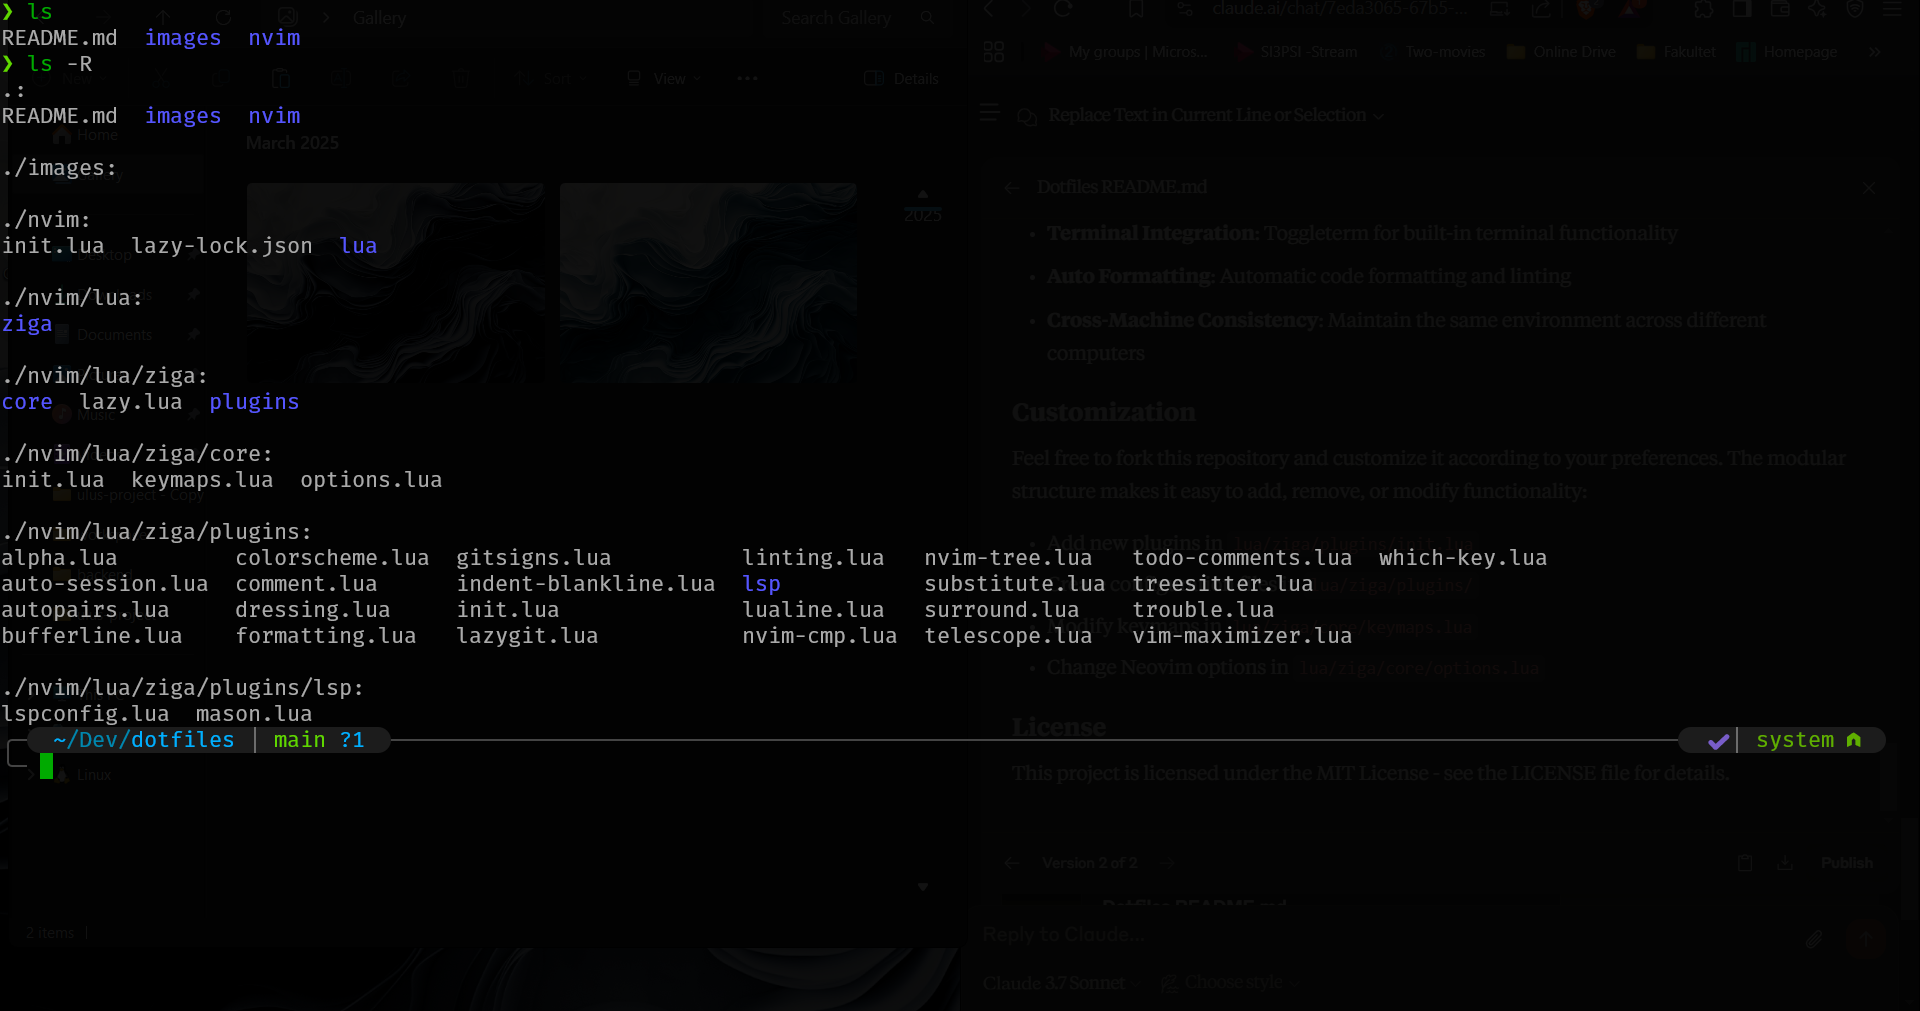 ❯ ls
README.md  images  nvim
❯ ls -R
.:
README.md  images  nvim

./images:

./nvim:
init.lua  lazy-lock.json  lua

./nvim/lua:
ziga

./nvim/lua/ziga:
core  lazy.lua  plugins

./nvim/lua/ziga/core:
init.lua  keymaps.lua  options.lua

./nvim/lua/ziga/plugins:
alpha.lua         colorscheme.lua  gitsigns.lua          linting.lua   nvim-tree.lua   todo-comments.lua  which-key.lua
auto-session.lua  comment.lua      indent-blankline.lua  lsp           substitute.lua  treesitter.lua
autopairs.lua     dressing.lua     init.lua              lualine.lua   surround.lua    trouble.lua
bufferline.lua    formatting.lua   lazygit.lua           nvim-cmp.lua  telescope.lua   vim-maximizer.lua

./nvim/lua/ziga/plugins/lsp:
lspconfig.lua  mason.lua
~/Dev/dotfiles | main ?1
✔ | system
Gallery
Search Gallery
Sort
View
Details
Home
March 2025
2025
Desktop
Documents
Music
ulus-project - Copy
Linux
2 items
claude.ai/chat/7eda3065-67b5-...
My groups | Micros...
SI3PSI -Stream
Two-movies
Online Drive
Fakultet
Homepage
Replace Text in Current Line or Selection
Dotfiles README.md
• Terminal Integration: Toggleterm for built-in terminal functionality
• Auto Formatting: Automatic code formatting and linting
• Cross-Machine Consistency: Maintain the same environment across different
computers
Customization
Feel free to fork this repository and customize it according to your preferences. The modular
structure makes it easy to add, remove, or modify functionality:
• Add new plugins in lua/ziga/plugins/init.lua
lua/ziga/plugins/
• Modify keymaps in lua/ziga/core/keymaps.lua
• Change Neovim options in lua/ziga/core/options.lua
License
This project is licensed under the MIT License - see the LICENSE file for details.
Version 2 of 2
Publish
Dotfiles README.md
Reply to Claude...
Claude 3.7 Sonnet
Choose style